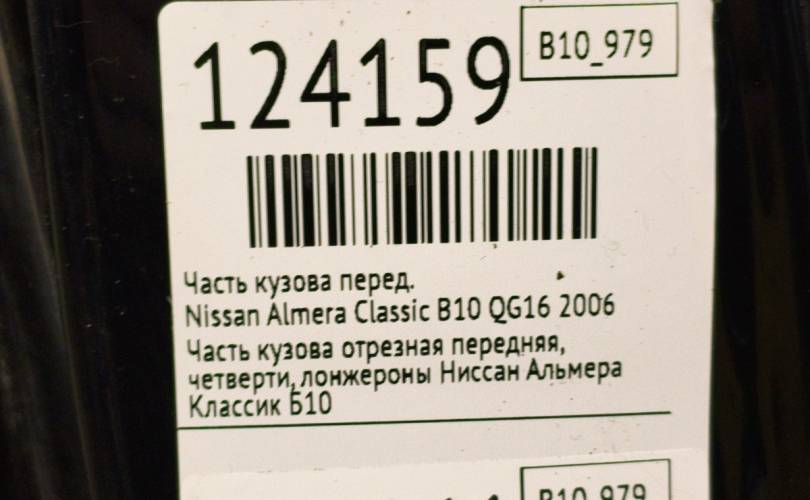 124159
B10_979
Часть кузова перед.
Nissan Almera Classic B10 QG16 2006
Часть кузова отрезная передняя,
четверти, лонжероны Ниссан Альмера
Классик Б10
B10_979